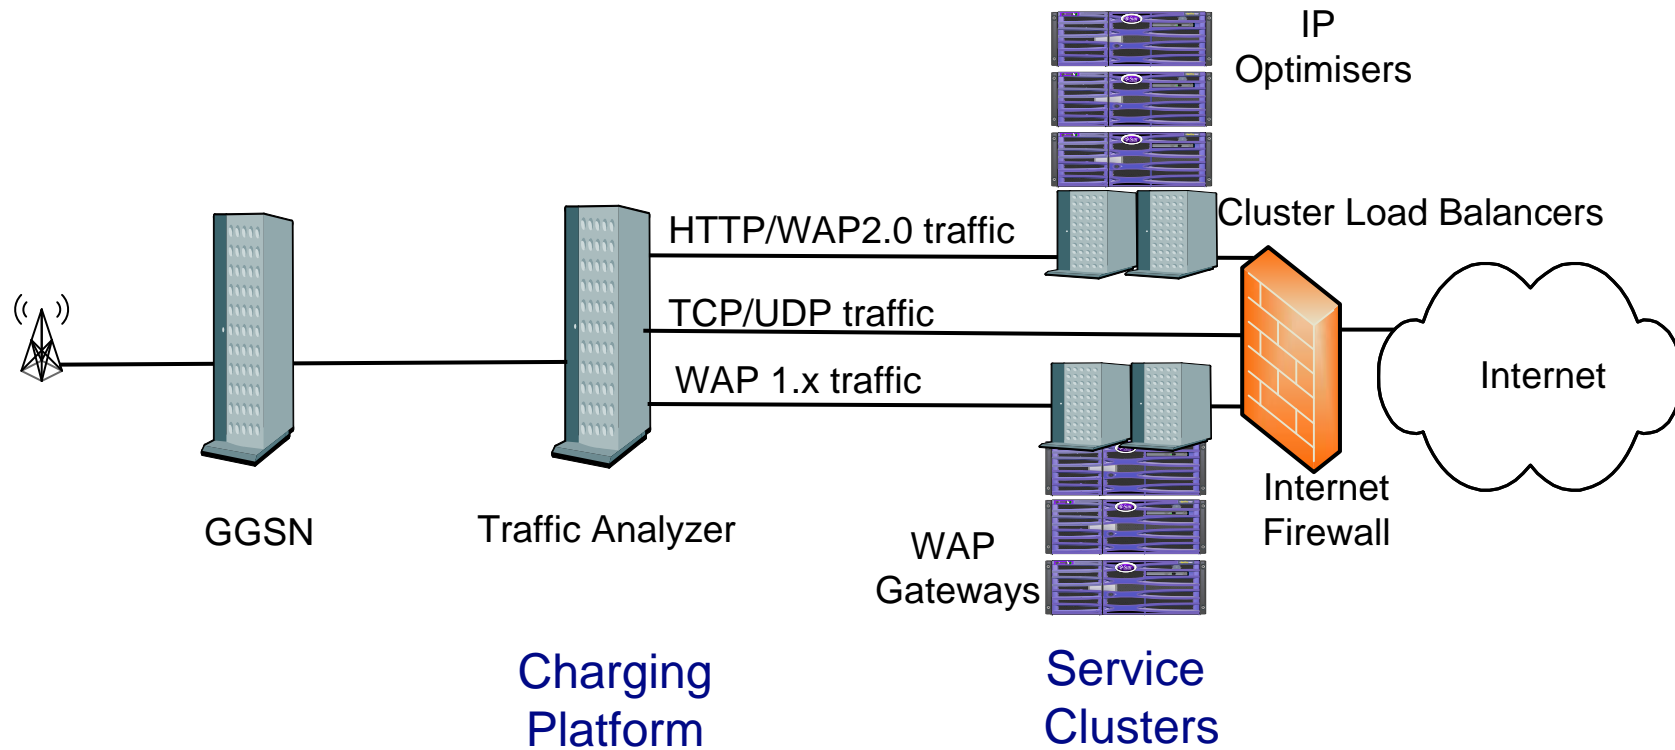 IP
Optimisers
Cluster Load Balancers
HTTP/WAP2.0 traffic
TCP/UDP traffic
WAP 1.x traffic
Internet
Internet
Firewall
GGSN
Traffic Analyzer
WAP
Gateways
Charging
Platform
Service
Clusters